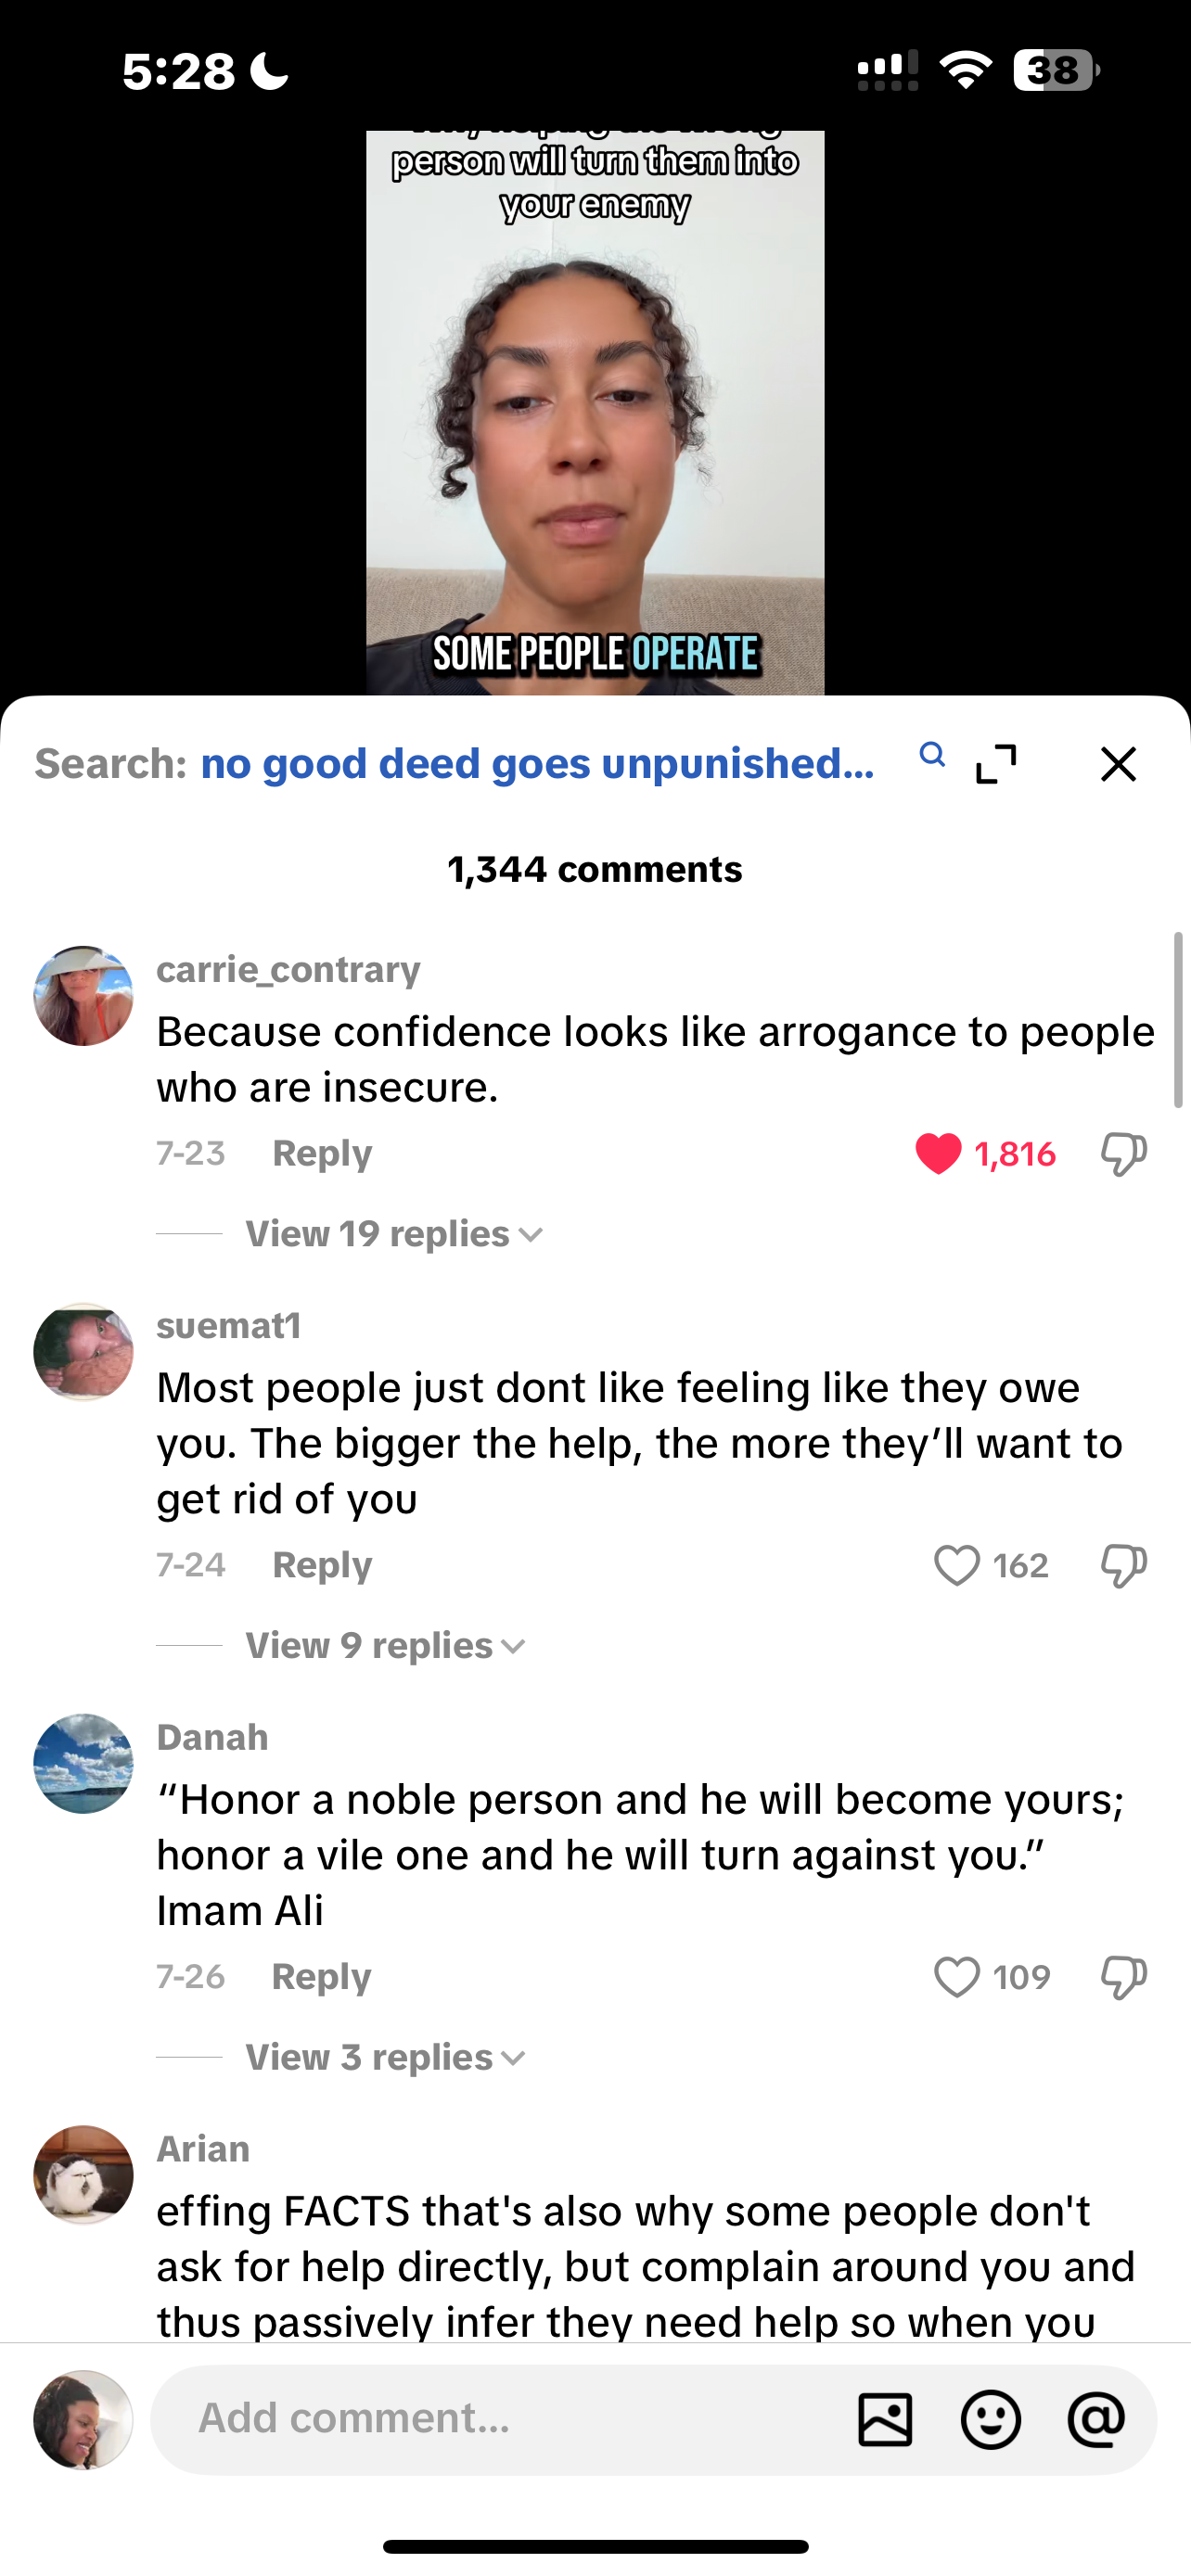 5:28
38
person will turn them into
your enemy
SOME PEOPLE OPERATE
Search: no good deed goes unpunished...
1,344 comments
carrie_contrary
Because confidence looks like arrogance to people
who are insecure.
7-23 Reply 1,816
View 19 replies
suemat1
Most people just dont like feeling like they owe
you. The bigger the help, the more they’ll want to
get rid of you
7-24 Reply 162
View 9 replies
Danah
“Honor a noble person and he will become yours;
honor a vile one and he will turn against you.”
Imam Ali
7-26 Reply 109
View 3 replies
Arian
effing FACTS that's also why some people don't
ask for help directly, but complain around you and
thus passively infer they need help so when you
Add comment...